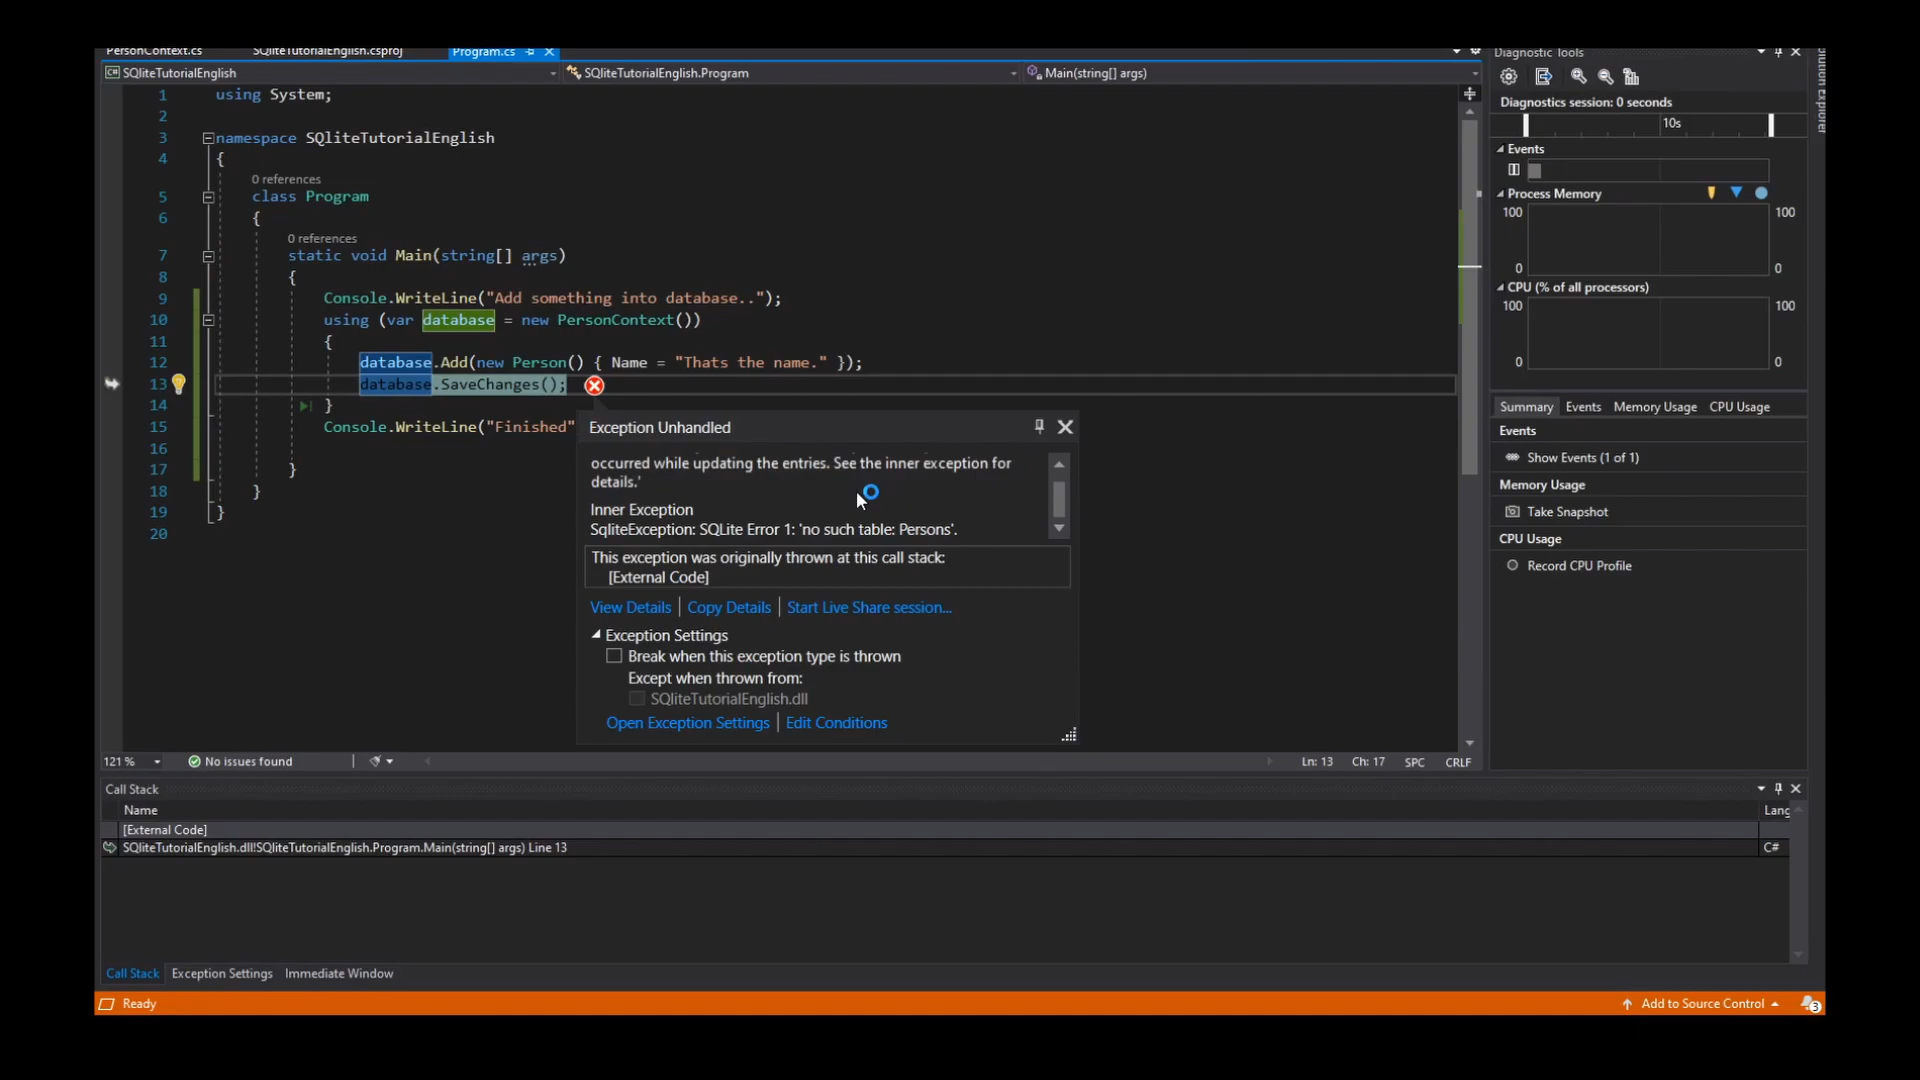 PersonContext.cs SQliteTutorialEnglish.csproj Program.cs
SQliteTutorialEnglish SQliteTutorialEnglish.Program Main(string[] args)
1 using System;
2
3 namespace SQliteTutorialEnglish
4 {
0 references
5 class Program
6 {
0 references
7 static void Main(string[] args)
8 {
9 Console.WriteLine("Add something into database..");
10 using (var database = new PersonContext())
11 {
12 database.Add(new Person() { Name = "Thats the name." });
13 database.SaveChanges();
14 }
15 Console.WriteLine("Finished"
16
17 }
18 }
19 }
20
Exception Unhandled
occurred while updating the entries. See the inner exception for
details.'
Inner Exception
SqliteException: SQLite Error 1: 'no such table: Persons'.
This exception was originally thrown at this call stack:
[External Code]
View Details | Copy Details | Start Live Share session...
Exception Settings
Break when this exception type is thrown
Except when thrown from:
SQliteTutorialEnglish.dll
Open Exception Settings | Edit Conditions
121 % No issues found Ln: 13 Ch: 17 SPC CRLF
Diagnostic Tools
Diagnostics session: 0 seconds
10s
Events
Process Memory
100 100
0 0
CPU (% of all processors)
100 100
0 0
Summary Events Memory Usage CPU Usage
Events
Show Events (1 of 1)
Memory Usage
Take Snapshot
CPU Usage
Record CPU Profile
Explorer
Call Stack
Name Lang
[External Code]
SQliteTutorialEnglish.dll!SQliteTutorialEnglish.Program.Main(string[] args) Line 13 C#
Call Stack Exception Settings Immediate Window
Ready Add to Source Control 3